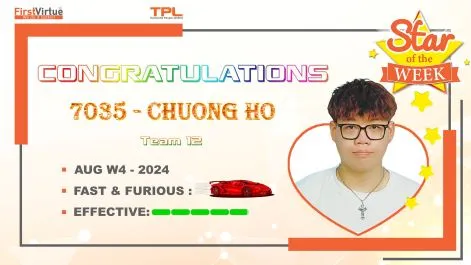 FirstVirtue
TPL
Star
of the
WEEK
CONGRATULATIONS
7035 - CHUONG HO
Team 12
AUG W4 - 2024
FAST & FURIOUS :
EFFECTIVE: